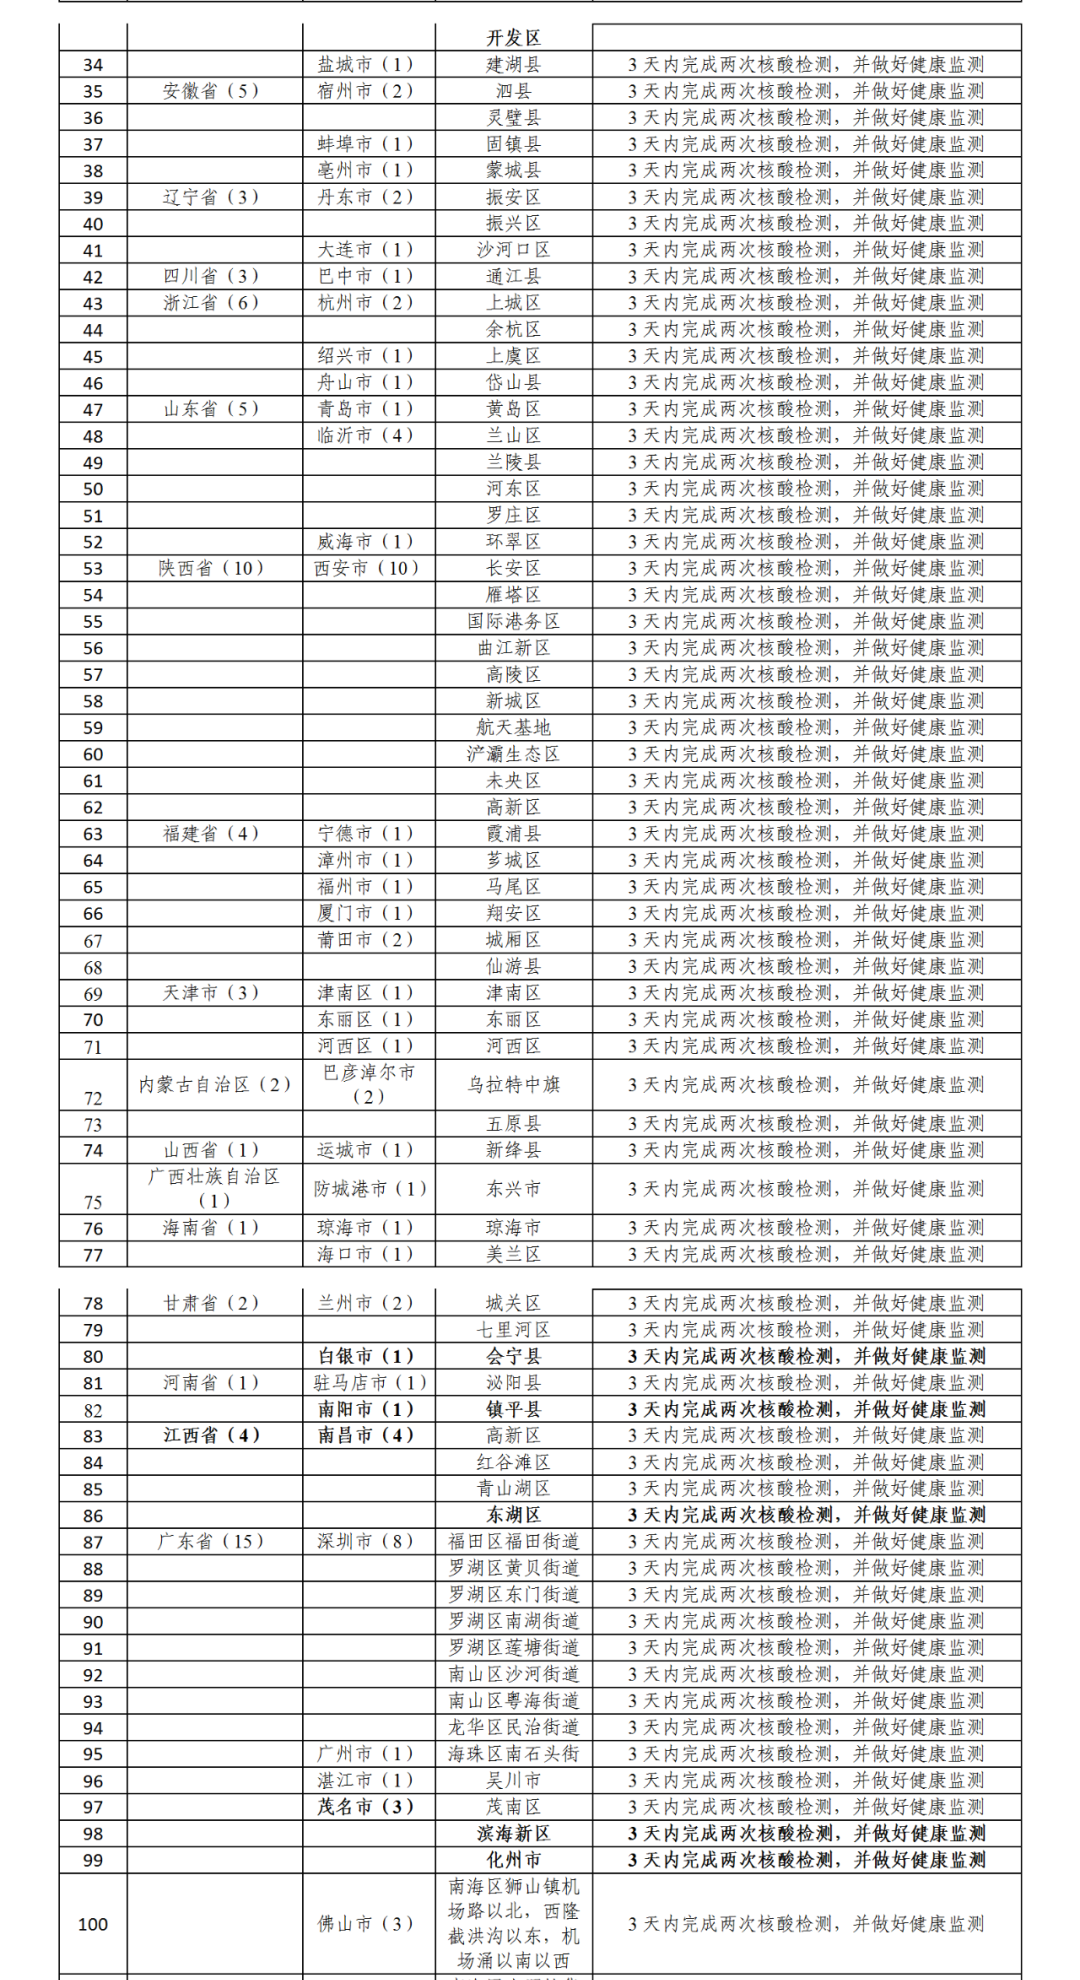 开发区
34 盐城市（1） 建湖县 3 天内完成两次核酸检测，并做好健康监测
35 安徽省（5） 宿州市（2） 泗县 3 天内完成两次核酸检测，并做好健康监测
36 灵璧县 3 天内完成两次核酸检测，并做好健康监测
37 蚌埠市（1） 固镇县 3 天内完成两次核酸检测，并做好健康监测
38 亳州市（1） 蒙城县 3 天内完成两次核酸检测，并做好健康监测
39 辽宁省（3） 丹东市（2） 振安区 3 天内完成两次核酸检测，并做好健康监测
40 振兴区 3 天内完成两次核酸检测，并做好健康监测
41 大连市（1） 沙河口区 3 天内完成两次核酸检测，并做好健康监测
42 四川省（3） 巴中市（1） 通江县 3 天内完成两次核酸检测，并做好健康监测
43 浙江省（6） 杭州市（2） 上城区 3 天内完成两次核酸检测，并做好健康监测
44 余杭区 3 天内完成两次核酸检测，并做好健康监测
45 绍兴市（1） 上虞区 3 天内完成两次核酸检测，并做好健康监测
46 舟山市（1） 岱山县 3 天内完成两次核酸检测，并做好健康监测
47 山东省（5） 青岛市（1） 黄岛区 3 天内完成两次核酸检测，并做好健康监测
48 临沂市（4） 兰山区 3 天内完成两次核酸检测，并做好健康监测
49 兰陵县 3 天内完成两次核酸检测，并做好健康监测
50 河东区 3 天内完成两次核酸检测，并做好健康监测
51 罗庄区 3 天内完成两次核酸检测，并做好健康监测
52 威海市（1） 环翠区 3 天内完成两次核酸检测，并做好健康监测
53 陕西省（10） 西安市（10） 长安区 3 天内完成两次核酸检测，并做好健康监测
54 雁塔区 3 天内完成两次核酸检测，并做好健康监测
55 国际港务区 3 天内完成两次核酸检测，并做好健康监测
56 曲江新区 3 天内完成两次核酸检测，并做好健康监测
57 高陵区 3 天内完成两次核酸检测，并做好健康监测
58 新城区 3 天内完成两次核酸检测，并做好健康监测
59 航天基地 3 天内完成两次核酸检测，并做好健康监测
60 浐灞生态区 3 天内完成两次核酸检测，并做好健康监测
61 未央区 3 天内完成两次核酸检测，并做好健康监测
62 高新区 3 天内完成两次核酸检测，并做好健康监测
63 福建省（4） 宁德市（1） 霞浦县 3 天内完成两次核酸检测，并做好健康监测
64 漳州市（1） 芗城区 3 天内完成两次核酸检测，并做好健康监测
65 福州市（1） 马尾区 3 天内完成两次核酸检测，并做好健康监测
66 厦门市（1） 翔安区 3 天内完成两次核酸检测，并做好健康监测
67 莆田市（2） 城厢区 3 天内完成两次核酸检测，并做好健康监测
68 仙游县 3 天内完成两次核酸检测，并做好健康监测
69 天津市（3） 津南区（1） 津南区 3 天内完成两次核酸检测，并做好健康监测
70 东丽区（1） 东丽区 3 天内完成两次核酸检测，并做好健康监测
71 河西区（1） 河西区 3 天内完成两次核酸检测，并做好健康监测
72 内蒙古自治区（2） 巴彦淖尔市（2） 乌拉特中旗 3 天内完成两次核酸检测，并做好健康监测
73 五原县 3 天内完成两次核酸检测，并做好健康监测
74 山西省（1） 运城市（1） 新绛县 3 天内完成两次核酸检测，并做好健康监测
75 广西壮族自治区（1） 防城港市（1） 东兴市 3 天内完成两次核酸检测，并做好健康监测
76 海南省（1） 琼海市（1） 琼海市 3 天内完成两次核酸检测，并做好健康监测
77 海口市（1） 美兰区 3 天内完成两次核酸检测，并做好健康监测
78 甘肃省（2） 兰州市（2） 城关区 3 天内完成两次核酸检测，并做好健康监测
79 七里河区 3 天内完成两次核酸检测，并做好健康监测
80 白银市（1） 会宁县 3 天内完成两次核酸检测，并做好健康监测
81 河南省（1） 驻马店市（1） 泌阳县 3 天内完成两次核酸检测，并做好健康监测
82 南阳市（1） 镇平县 3 天内完成两次核酸检测，并做好健康监测
83 江西省（4） 南昌市（4） 高新区 3 天内完成两次核酸检测，并做好健康监测
84 红谷滩区 3 天内完成两次核酸检测，并做好健康监测
85 青山湖区 3 天内完成两次核酸检测，并做好健康监测
86 东湖区 3 天内完成两次核酸检测，并做好健康监测
87 广东省（15） 深圳市（8） 福田区福田街道 3 天内完成两次核酸检测，并做好健康监测
88 罗湖区黄贝街道 3 天内完成两次核酸检测，并做好健康监测
89 罗湖区东门街道 3 天内完成两次核酸检测，并做好健康监测
90 罗湖区南湖街道 3 天内完成两次核酸检测，并做好健康监测
91 罗湖区莲塘街道 3 天内完成两次核酸检测，并做好健康监测
92 南山区沙河街道 3 天内完成两次核酸检测，并做好健康监测
93 南山区粤海街道 3 天内完成两次核酸检测，并做好健康监测
94 龙华区民治街道 3 天内完成两次核酸检测，并做好健康监测
95 广州市（1） 海珠区南石头街 3 天内完成两次核酸检测，并做好健康监测
96 湛江市（1） 吴川市 3 天内完成两次核酸检测，并做好健康监测
97 茂名市（3） 茂南区 3 天内完成两次核酸检测，并做好健康监测
98 滨海新区 3 天内完成两次核酸检测，并做好健康监测
99 化州市 3 天内完成两次核酸检测，并做好健康监测
南海区狮山镇机
场路以北，西隆
100 佛山市（3） 截洪沟以东，机 3 天内完成两次核酸检测，并做好健康监测
场涌以南以西